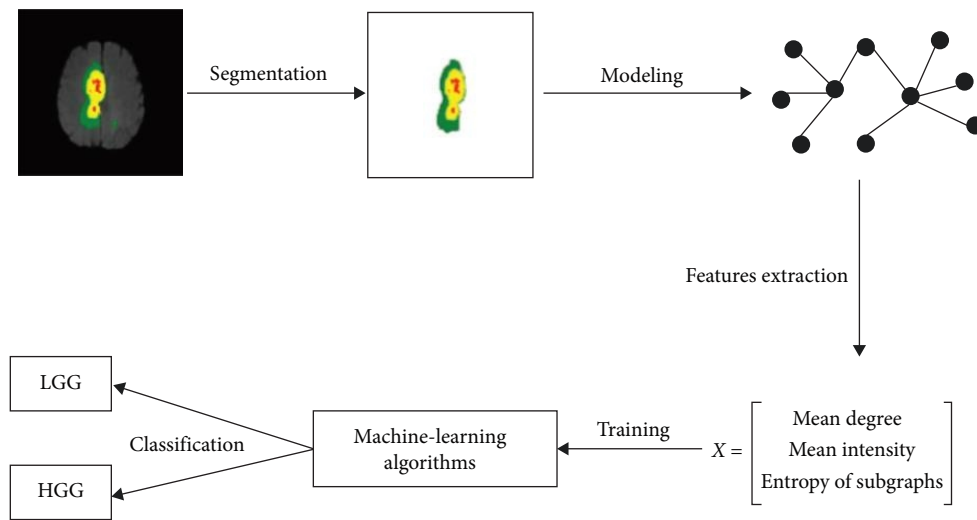 Segmentation
Modeling
Features extraction
X =
Mean degree
Mean intensity
Entropy of subgraphs
Training
Machine-learning
algorithms
Classification
LGG
HGG